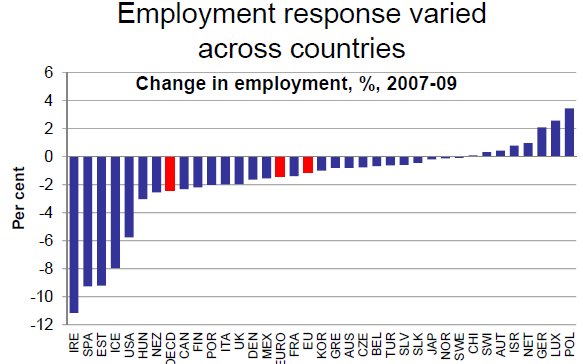 Employment response varied
across countries
Change in employment, %, 2007-09
Per cent
6
4
2
0
-2
-4
-6
-8
-10
-12
IRE
SPA
EST
ICE
USA
HUN
NEZ
OECD
CAN
FIN
POR
ITA
UK
DEN
MEX
EURO
FRA
EU
KOR
GRE
AUS
CZE
BEL
TUR
SLV
SLK
JAP
NOR
SWE
CHI
SWI
AUT
ISR
NET
GER
LUX
POL